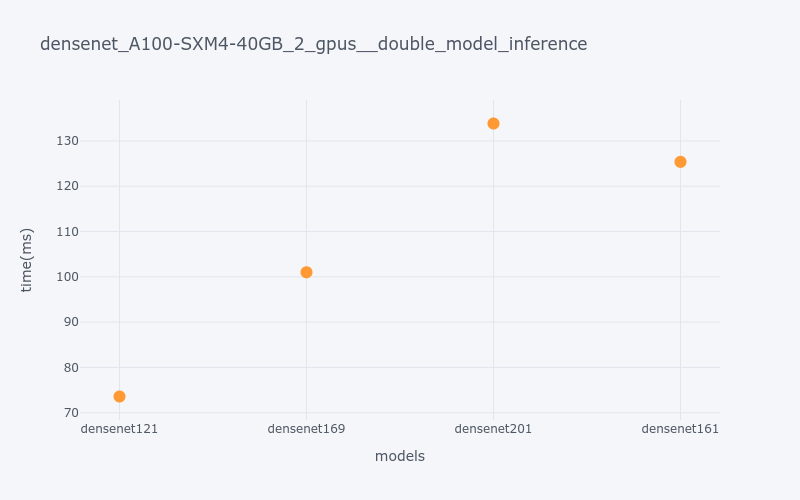 densenet_A100-SXM4-40GB_2_gpus__double_model_inference
130
120
110
100
90
80
70
time(ms)
densenet121
densenet169
densenet201
densenet161
models